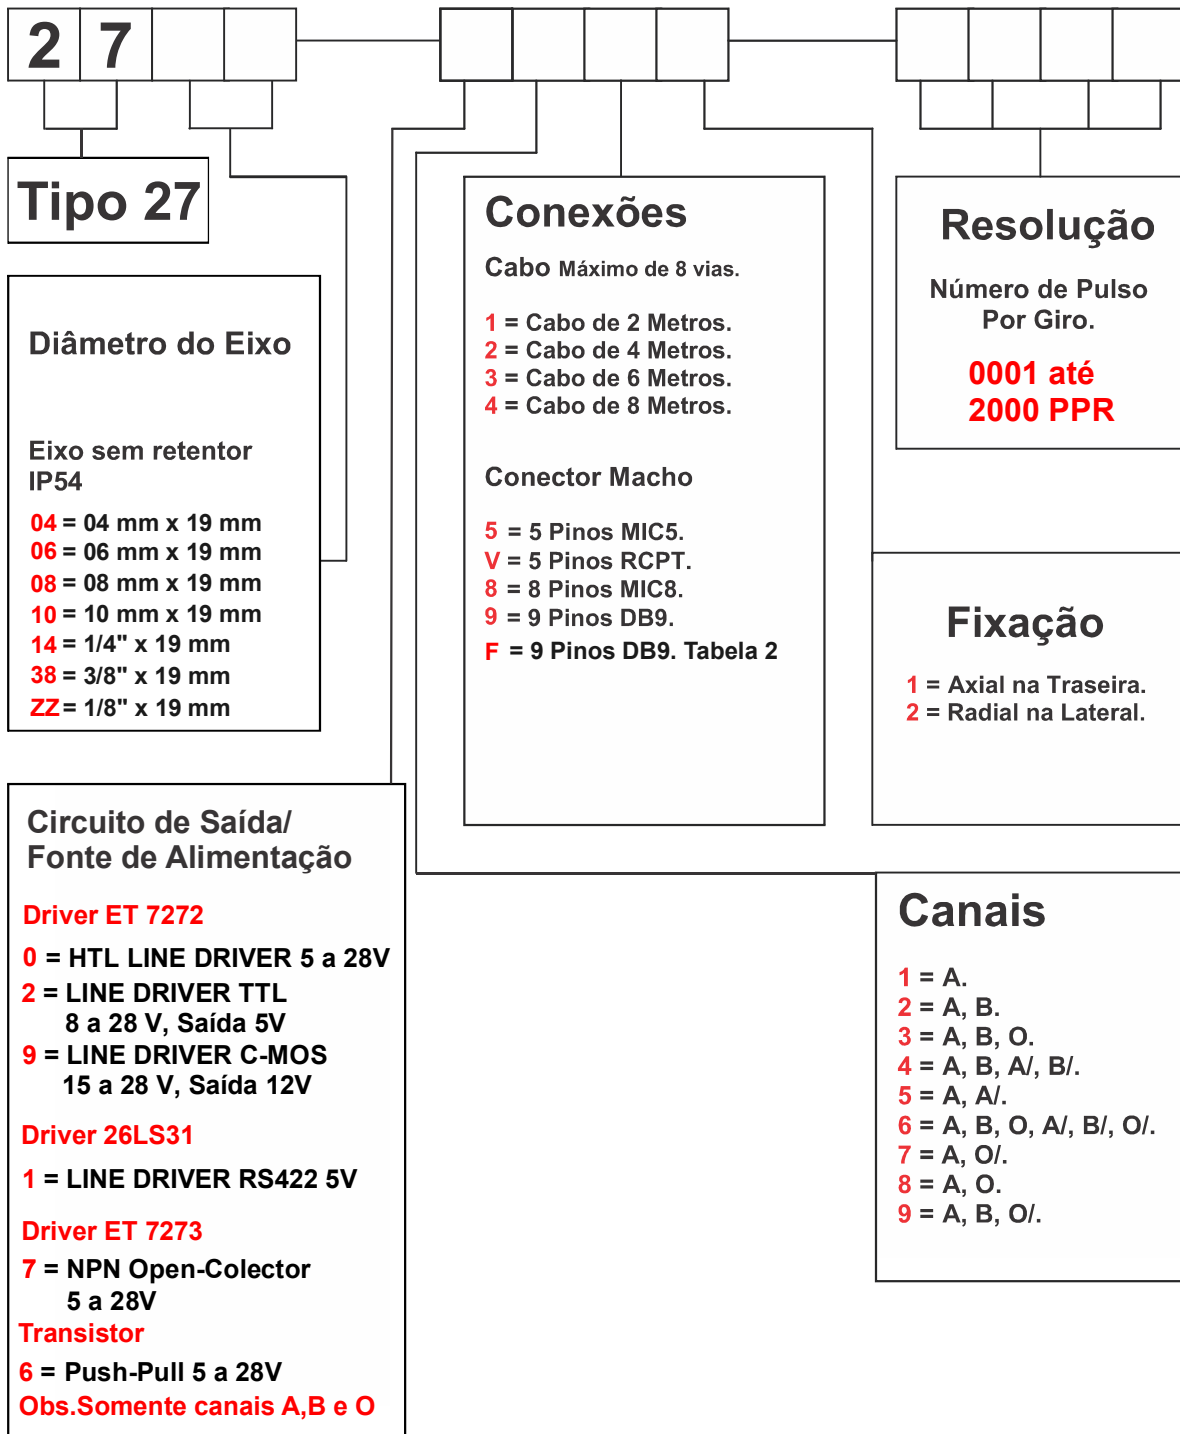 2 7
Tipo 27
Diâmetro do Eixo
Eixo sem retentor
IP54
04 = 04 mm x 19 mm
06 = 06 mm x 19 mm
08 = 08 mm x 19 mm
10 = 10 mm x 19 mm
14 = 1/4" x 19 mm
38 = 3/8" x 19 mm
ZZ = 1/8" x 19 mm
Circuito de Saída/
Fonte de Alimentação
Driver ET 7272
0 = HTL LINE DRIVER 5 a 28V
2 = LINE DRIVER TTL
8 a 28 V, Saída 5V
9 = LINE DRIVER C-MOS
15 a 28 V, Saída 12V
Driver 26LS31
1 = LINE DRIVER RS422 5V
Driver ET 7273
7 = NPN Open-Colector
5 a 28V
Transistor
6 = Push-Pull 5 a 28V
Obs.Somente canais A,B e O
Conexões
Cabo Máximo de 8 vias.
1 = Cabo de 2 Metros.
2 = Cabo de 4 Metros.
3 = Cabo de 6 Metros.
4 = Cabo de 8 Metros.
Conector Macho
5 = 5 Pinos MIC5.
V = 5 Pinos RCPT.
8 = 8 Pinos MIC8.
9 = 9 Pinos DB9.
F = 9 Pinos DB9. Tabela 2
Resolução
Número de Pulso
Por Giro.
0001 até
2000 PPR
Fixação
1 = Axial na Traseira.
2 = Radial na Lateral.
Canais
1 = A.
2 = A, B.
3 = A, B, O.
4 = A, B, A/, B/.
5 = A, A/.
6 = A, B, O, A/, B/, O/.
7 = A, O/.
8 = A, O.
9 = A, B, O/.